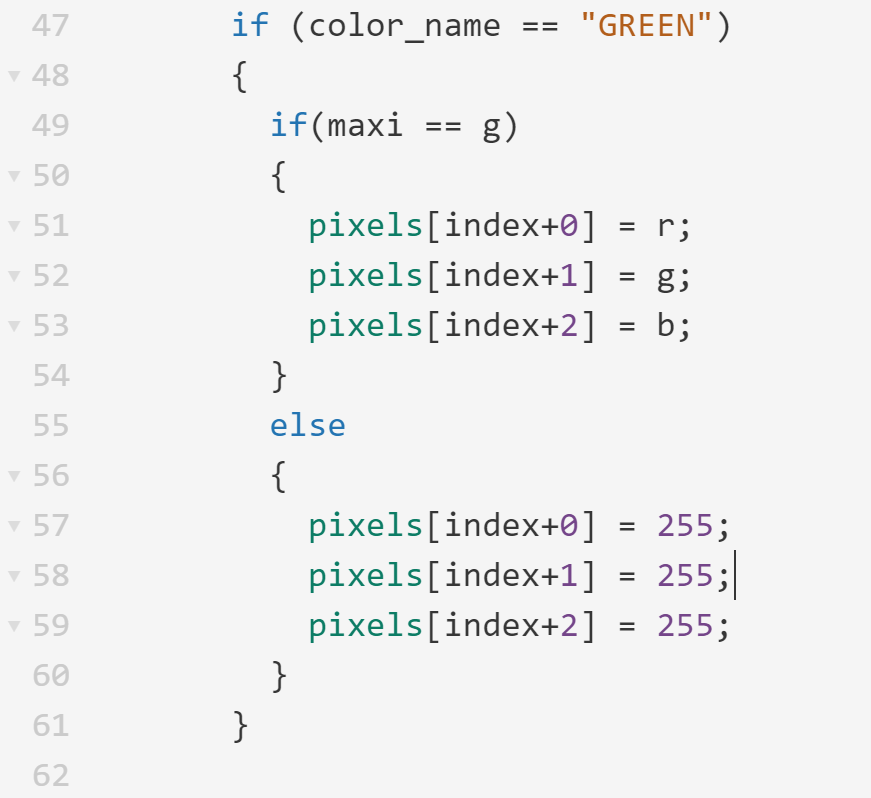 47 if (color_name == "GREEN")
48 {
49 if(maxi == g)
50 {
51 pixels[index+0] = r;
52 pixels[index+1] = g;
53 pixels[index+2] = b;
54 }
55 else
56 {
57 pixels[index+0] = 255;
58 pixels[index+1] = 255;
59 pixels[index+2] = 255;
60 }
61 }
62